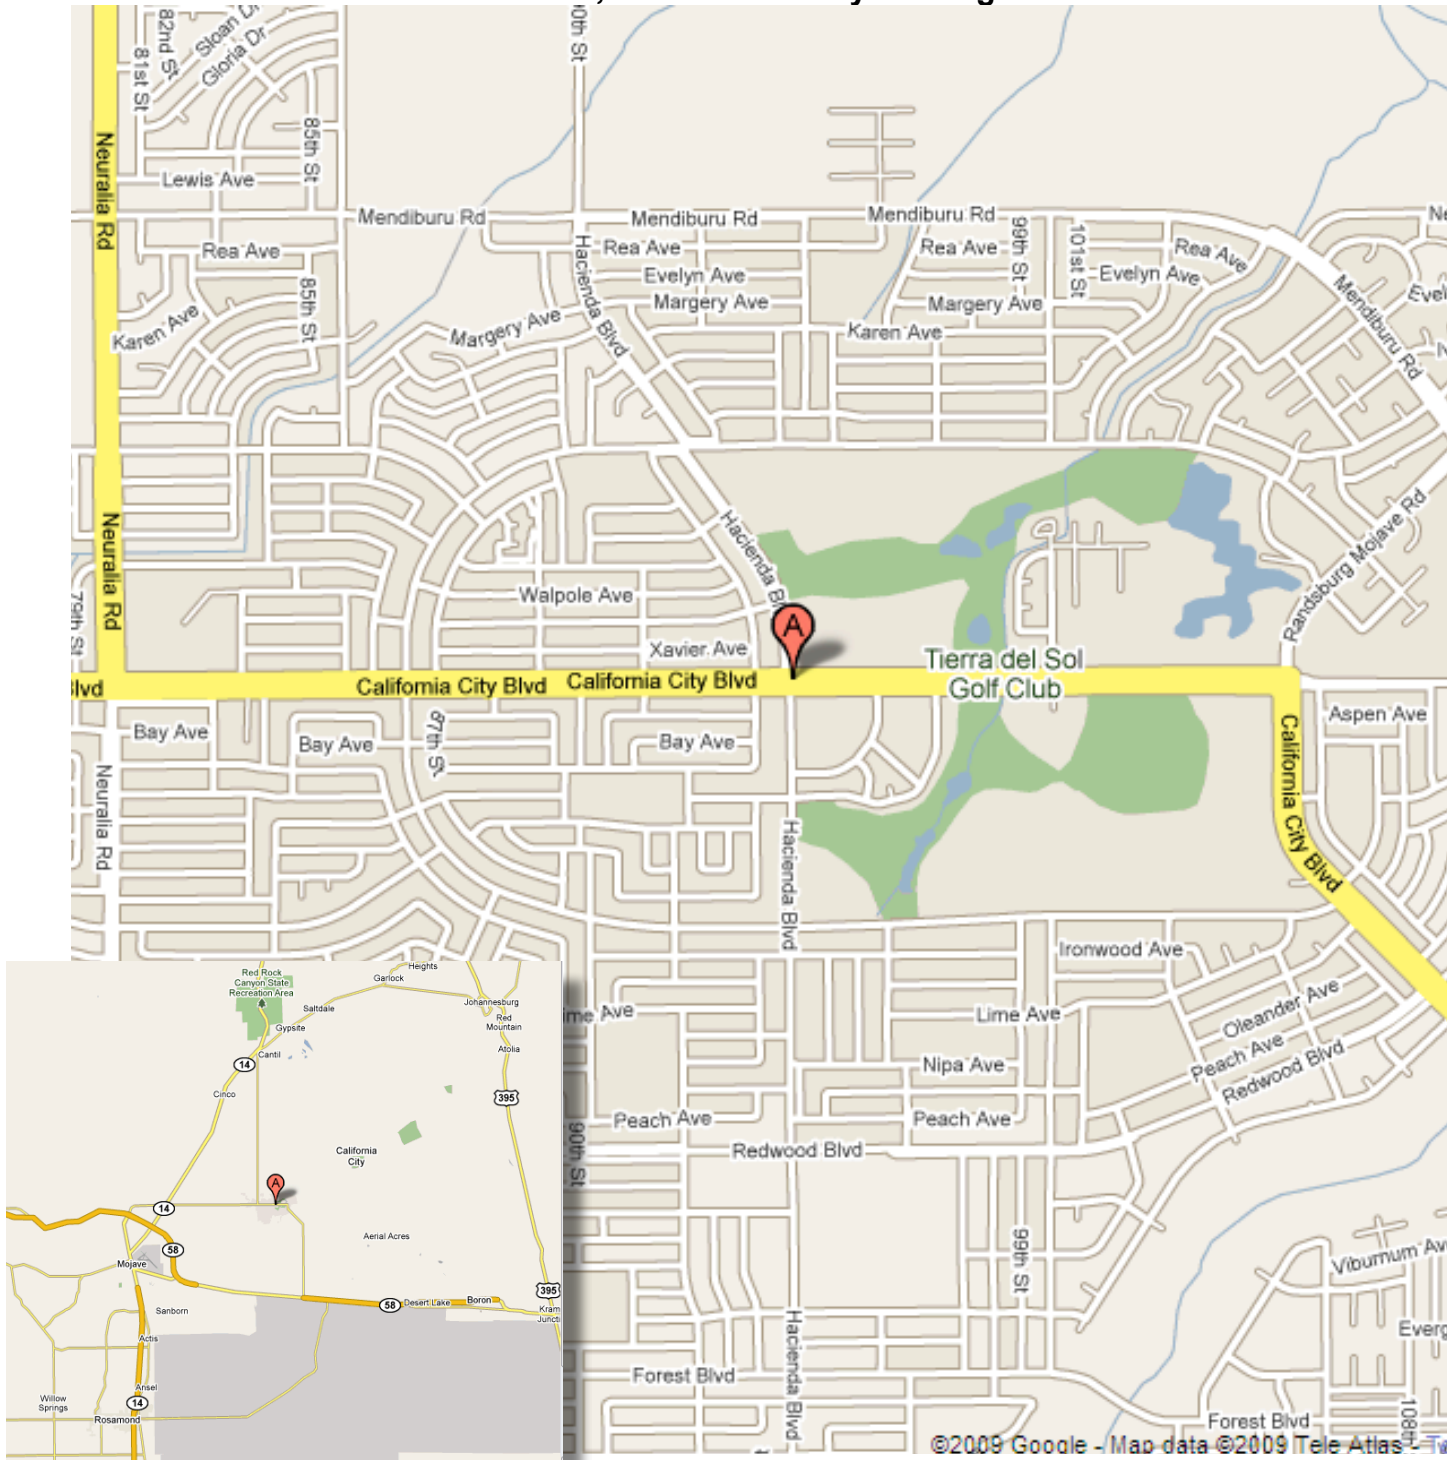 82nd St
Sloan Dr
Gloria Dr
81st St
85th St
Neuralia Rd
Lewis Ave
Mendiburu Rd
Mendiburu Rd
Mendiburu Rd
Rea Ave
Rea Ave
Rea Ave
99th St
101st St
Rea Ave
Hacienda Blvd
Evelyn Ave
Evelyn Ave
85th St
Margery Ave
Margery Ave
Mendiburu Rd
Karen Ave
Margery Ave
Karen Ave
Neuralia Rd
Hacienda
Randsburg Mojave Rd
79th St
Walpole Ave
A
Xavier Ave
Tierra del Sol
Golf Club
Blvd
California City Blvd
California City Blvd
Bay Ave
Bay Ave
87th St
Bay Ave
Aspen Ave
California City Blvd
Neuralia Rd
Hacienda Blvd
Ironwood Ave
Lime Ave
Oleander Ave
Nipa Ave
Peach Ave
Redwood Blvd
Peach Ave
Peach Ave
Redwood Blvd
90th St
99th St
Viburnum
Hacienda Blvd
Forest Blvd
Forest Blvd
108th
Red Rock
Canyon State
Recreation Area
Heights
Garlock
Saltdale
Johannesburg
Red
Mountain
Gypsite
Atolia
Cantil
14
Cinco
395
California
City
A
14
58
Aerial Acres
Mojave
395
58
Desert Lake
Boron
Sanborn
Actis
Ansel
14
Willow
Springs
Rosamond
©2009 Google - Map data ©2009 Tele Atlas -